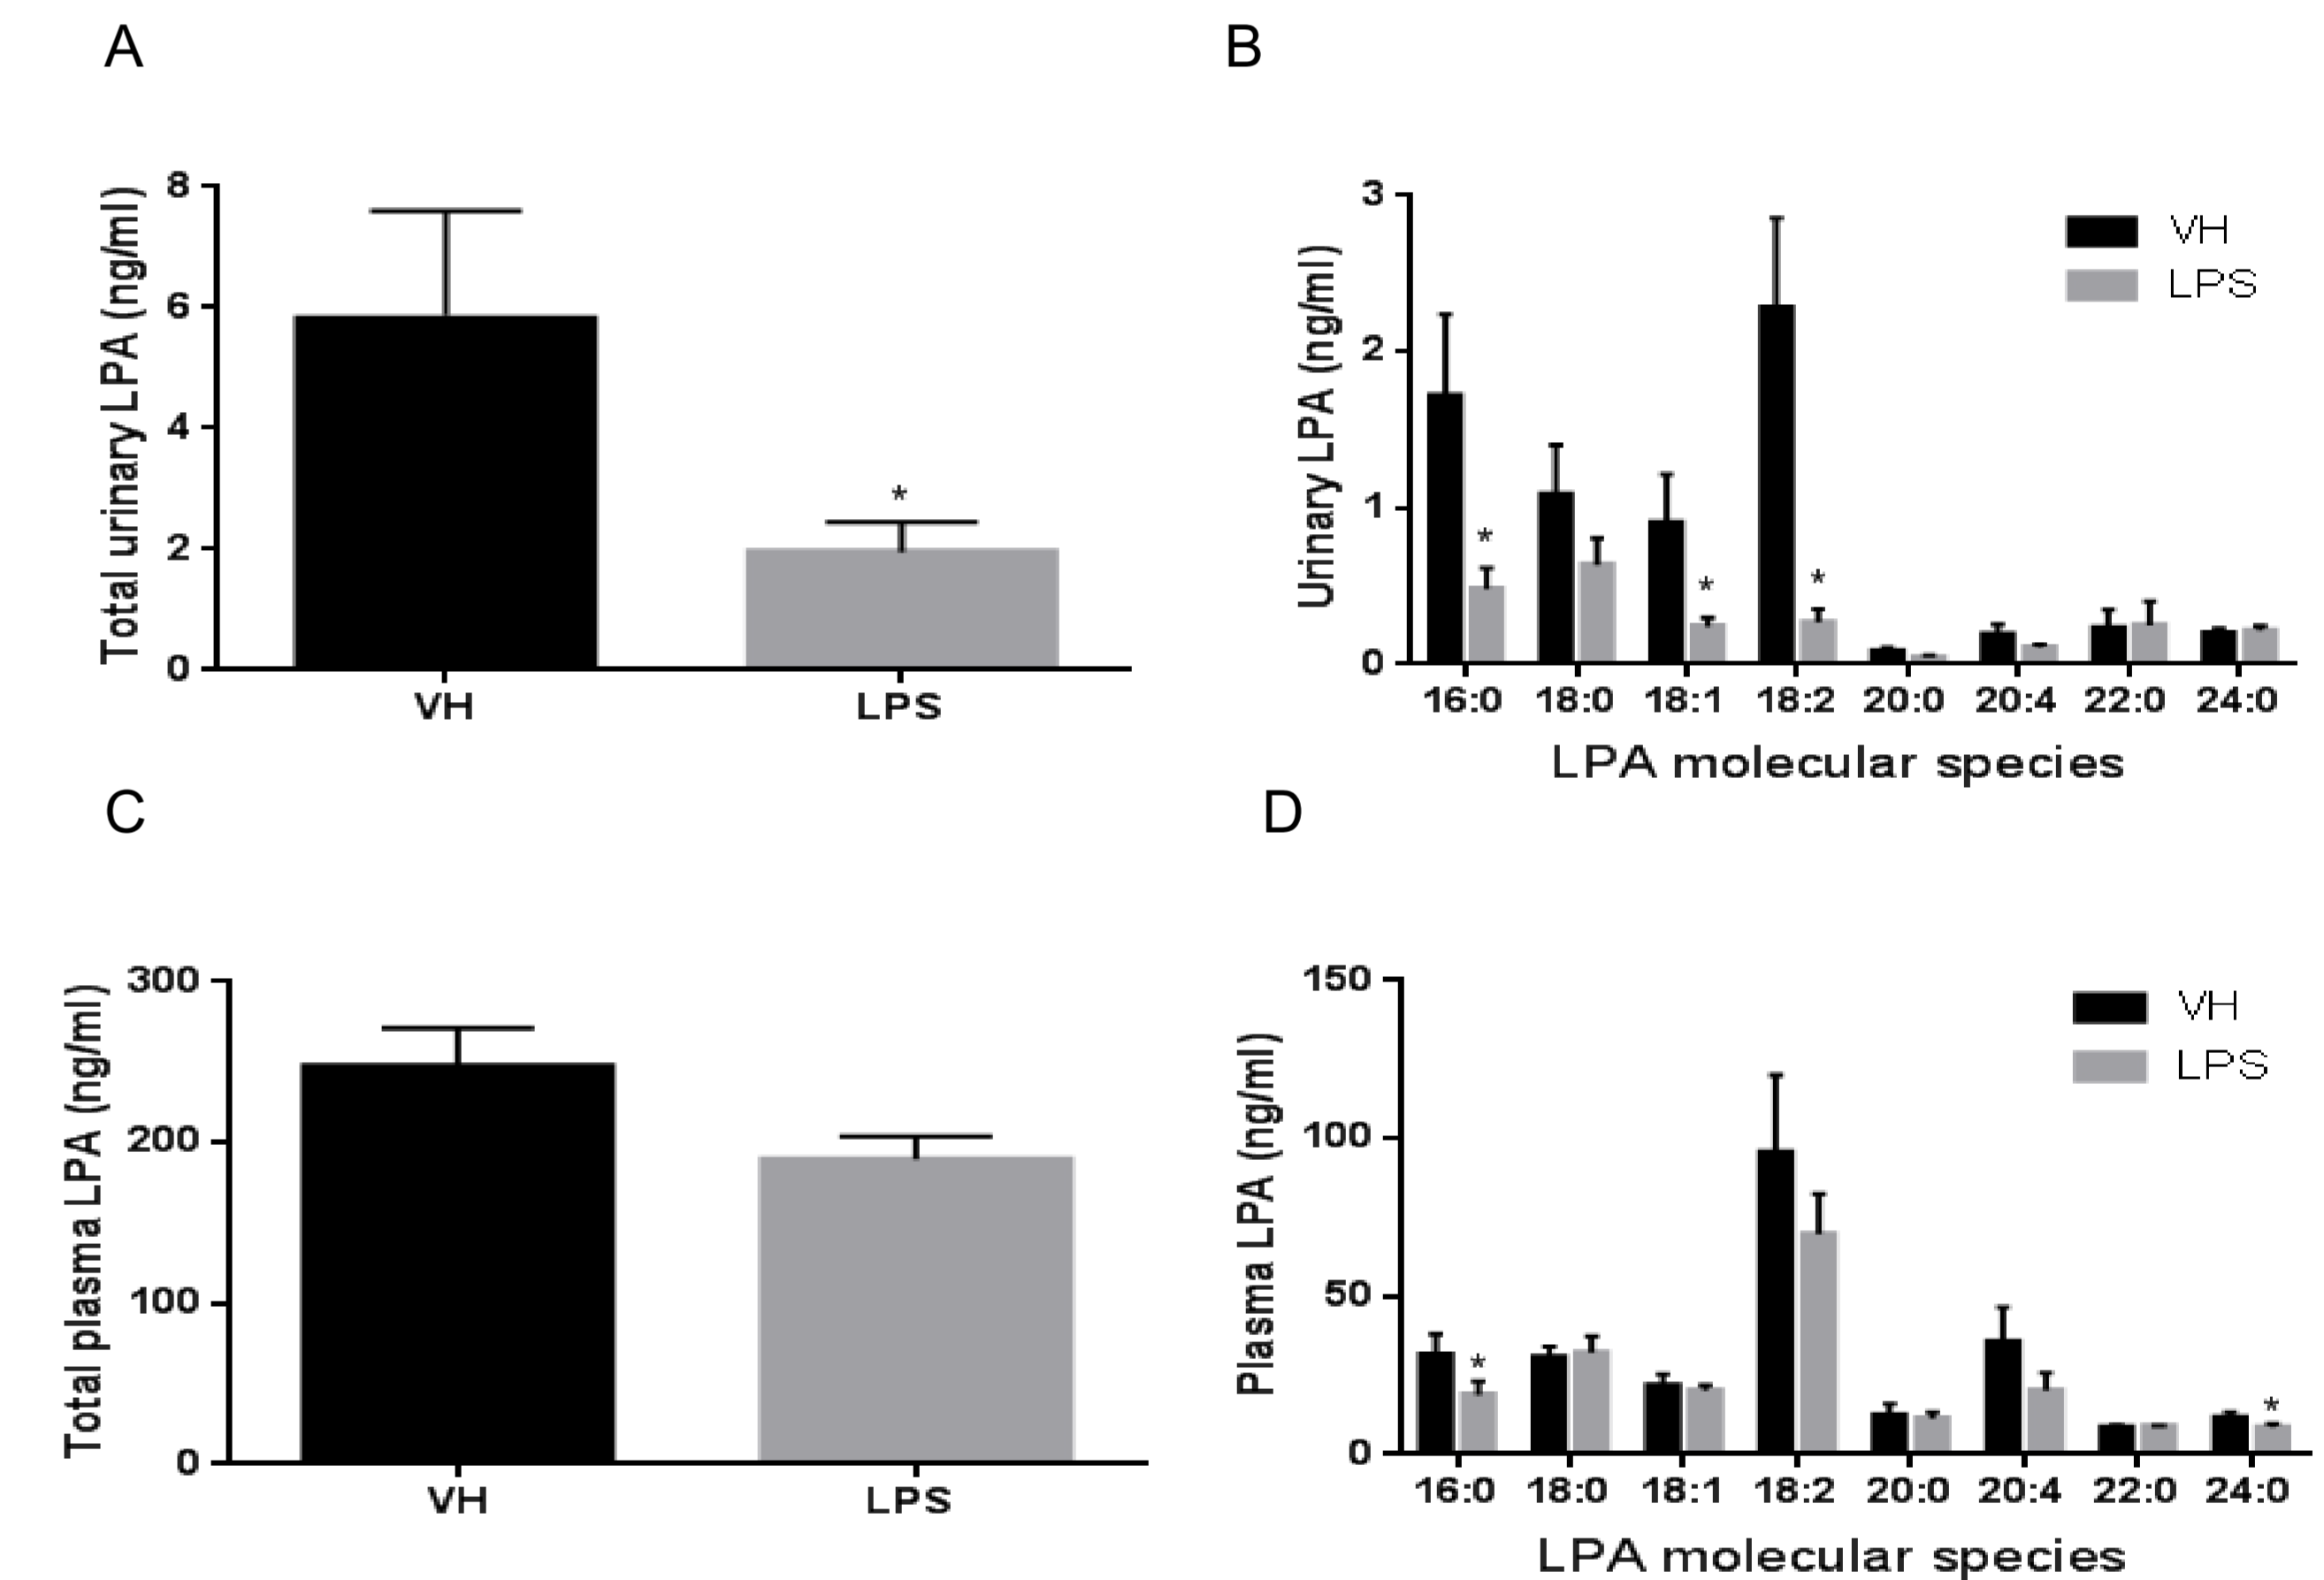 A
Total urinary LPA (ng/ml)
8
6
4
2
0
*
VH
LPS
B
Urinary LPA (ng/ml)
3
2
1
0
VH
LPS
*
*
*
16:0 18:0 18:1 18:2 20:0 20:4 22:0 24:0
LPA molecular species
C
Total plasma LPA (ng/ml)
300
200
100
0
VH
LPS
D
Plasma LPA (ng/ml)
150
100
50
0
VH
LPS
*
*
16:0 18:0 18:1 18:2 20:0 20:4 22:0 24:0
LPA molecular species